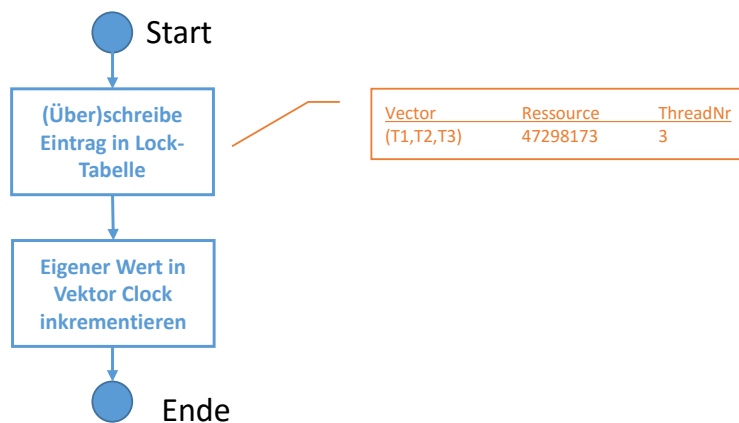 Start
(Über)schreibe
Eintrag in Lock-
Tabelle
Vector Ressource ThreadNr
(T1,T2,T3) 47298173 3
Eigener Wert in
Vektor Clock
inkrementieren
Ende